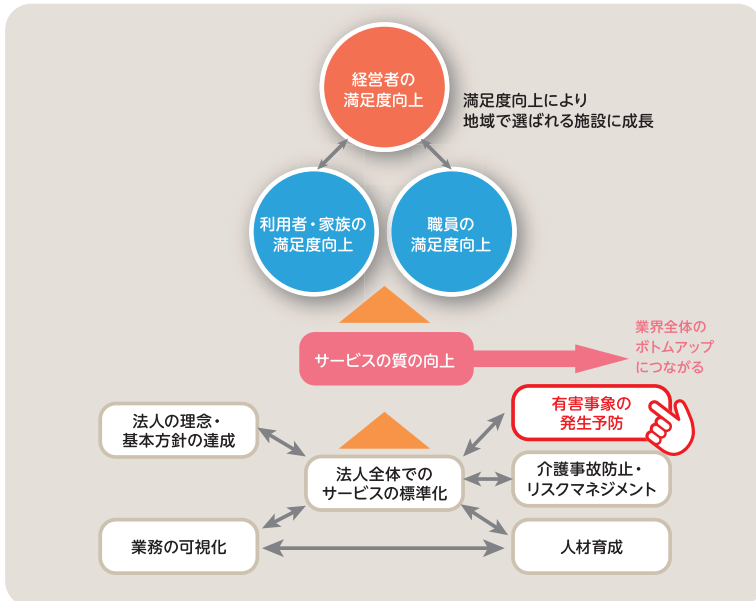 経営者の
満足度向上
満足度向上により
地域で選ばれる施設に成長
利用者・家族の
満足度向上
職員の
満足度向上
サービスの質の向上
業界全体の
ボトムアップ
につながる
法人の理念・
基本方針の達成
有害事象の
発生予防
法人全体での
サービスの標準化
介護事故防止・
リスクマネジメント
業務の可視化
人材育成